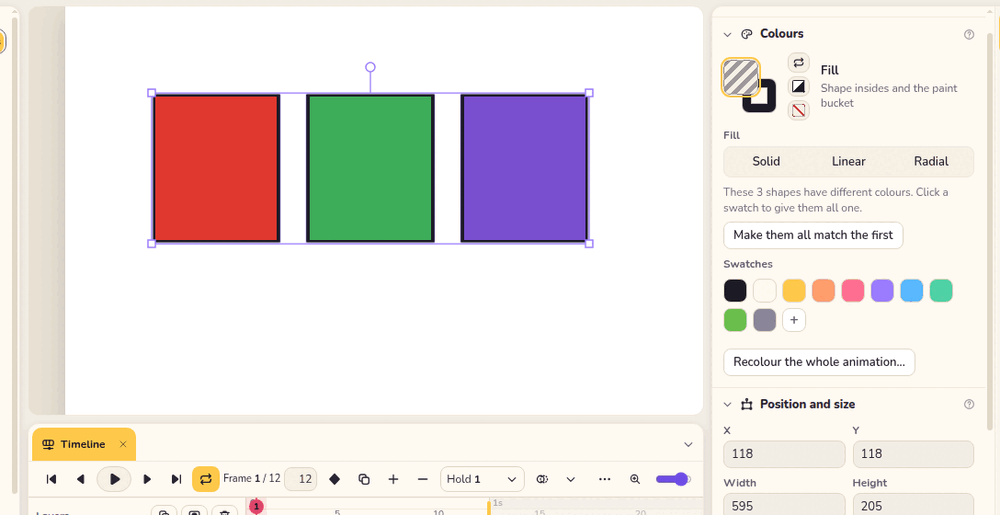 Colours
Fill
Shape insides and the paint
bucket
Fill
Solid Linear Radial
These 3 shapes have different colours. Click a
swatch to give them all one.
Make them all match the first
Swatches
+
Recolour the whole animation...
Position and size
X Y
118 118
Width Height
595 205
Timeline
Frame 1 / 12 12 Hold 1
1 5 10 1s 15 20